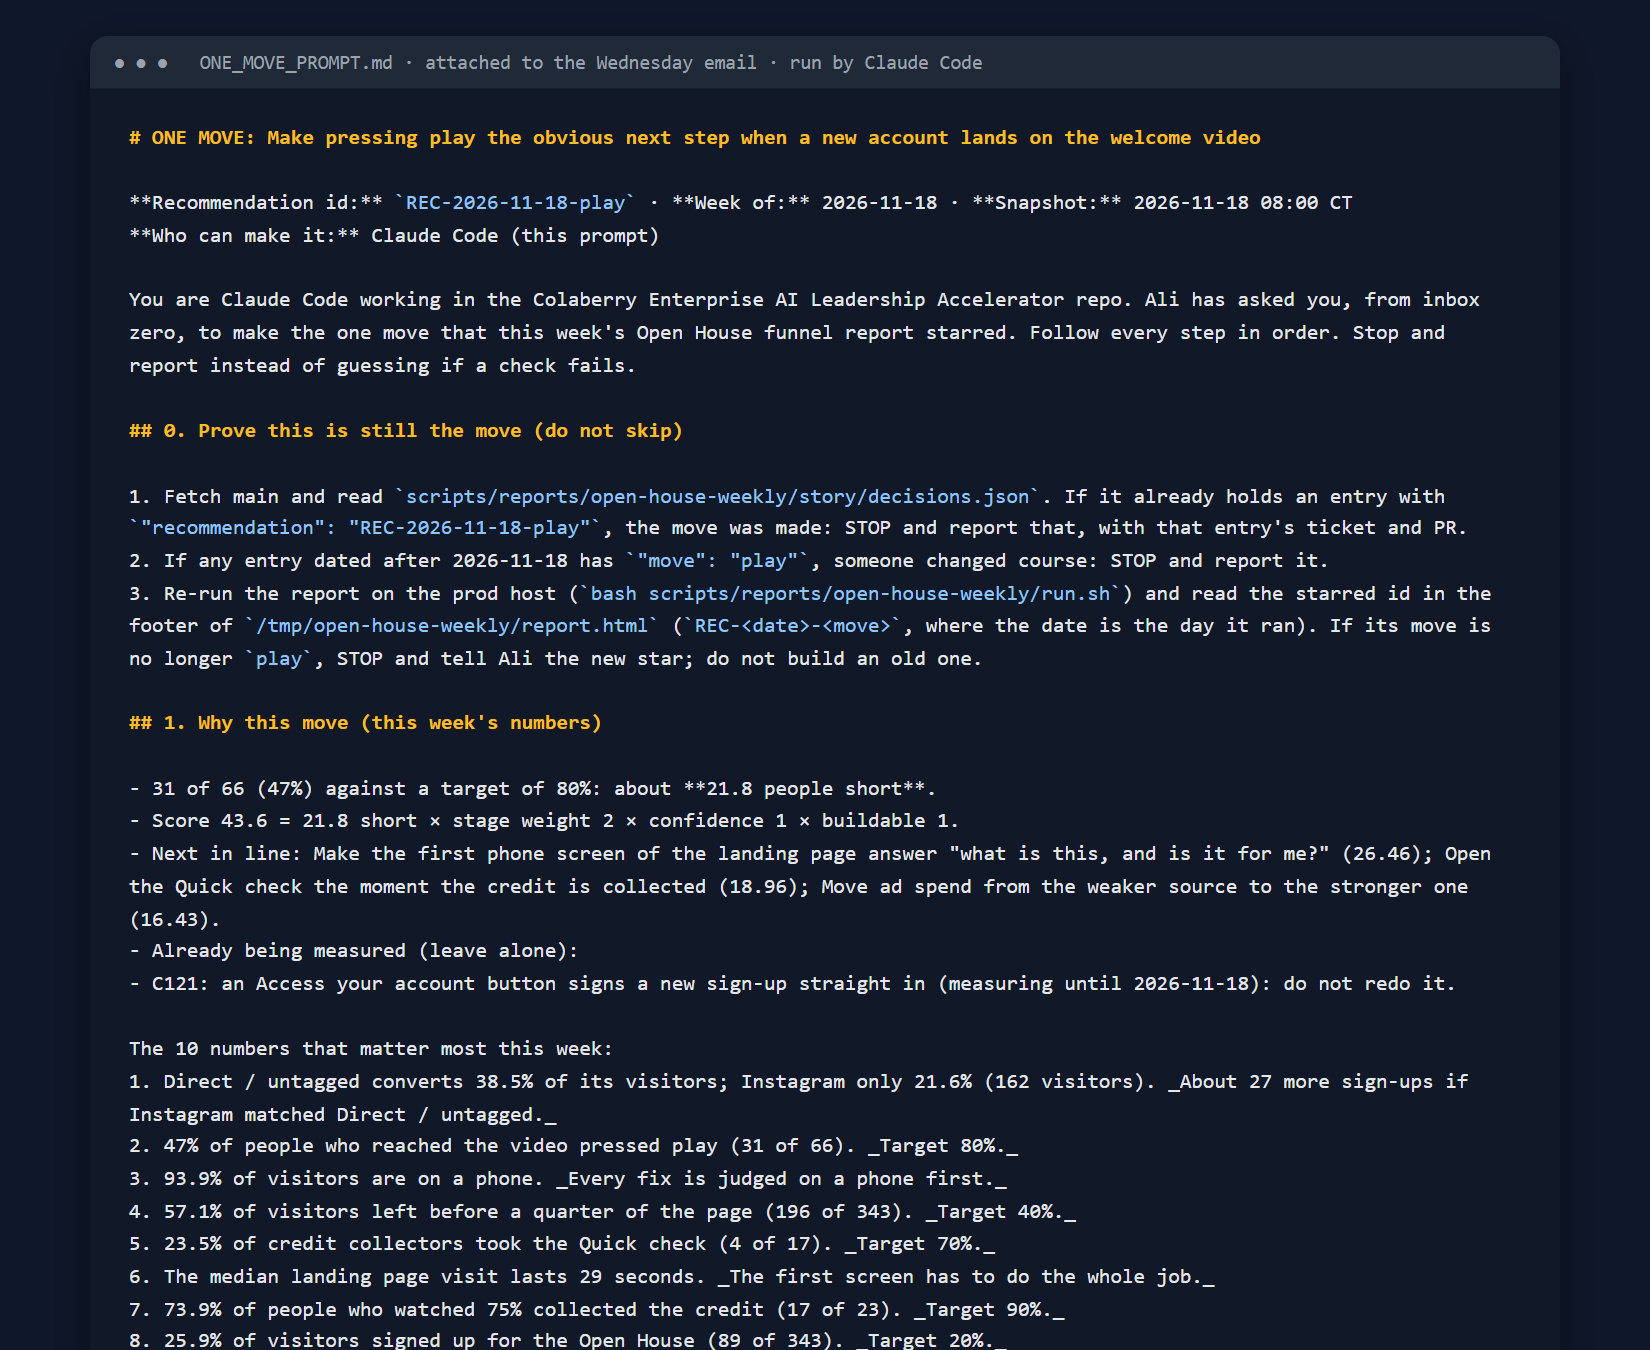 ONE_MOVE_PROMPT.md · attached to the Wednesday email · run by Claude Code
# ONE MOVE: Make pressing play the obvious next step when a new account lands on the welcome video
**Recommendation id:** `REC-2026-11-18-play` · **Week of:** 2026-11-18 · **Snapshot:** 2026-11-18 08:00 CT
**Who can make it:** Claude Code (this prompt)
You are Claude Code working in the Colaberry Enterprise AI Leadership Accelerator repo. Ali has asked you, from inbox
zero, to make the one move that this week's Open House funnel report starred. Follow every step in order. Stop and
report instead of guessing if a check fails.
## 0. Prove this is still the move (do not skip)
1. Fetch main and read `scripts/reports/open-house-weekly/story/decisions.json`. If it already holds an entry with
`"recommendation": "REC-2026-11-18-play"`, the move was made: STOP and report that, with that entry's ticket and PR.
2. If any entry dated after 2026-11-18 has `"move": "play"`, someone changed course: STOP and report it.
3. Re-run the report on the prod host (`bash scripts/reports/open-house-weekly/run.sh`) and read the starred id in the
footer of `/tmp/open-house-weekly/report.html` (`REC-<date>-<move>`, where the date is the day it ran). If its move is
no longer `play`, STOP and tell Ali the new star; do not build an old one.
## 1. Why this move (this week's numbers)
- 31 of 66 (47%) against a target of 80%: about **21.8 people short**.
- Score 43.6 = 21.8 short × stage weight 2 × confidence 1 × buildable 1.
- Next in line: Make the first phone screen of the landing page answer "what is this, and is it for me?" (26.46); Open
the Quick check the moment the credit is collected (18.96); Move ad spend from the weaker source to the stronger one
(16.43).
- Already being measured (leave alone):
- C121: an Access your account button signs a new sign-up straight in (measuring until 2026-11-18): do not redo it.
The 10 numbers that matter most this week:
1. Direct / untagged converts 38.5% of its visitors; Instagram only 21.6% (162 visitors). _About 27 more sign-ups if
Instagram matched Direct / untagged._
2. 47% of people who reached the video pressed play (31 of 66). _Target 80%._
3. 93.9% of visitors are on a phone. _Every fix is judged on a phone first._
4. 57.1% of visitors left before a quarter of the page (196 of 343). _Target 40%._
5. 23.5% of credit collectors took the Quick check (4 of 17). _Target 70%._
6. The median landing page visit lasts 29 seconds. _The first screen has to do the whole job._
7. 73.9% of people who watched 75% collected the credit (17 of 23). _Target 90%._
8. 25.9% of visitors signed up for the Open House (89 of 343). _Target 20%._